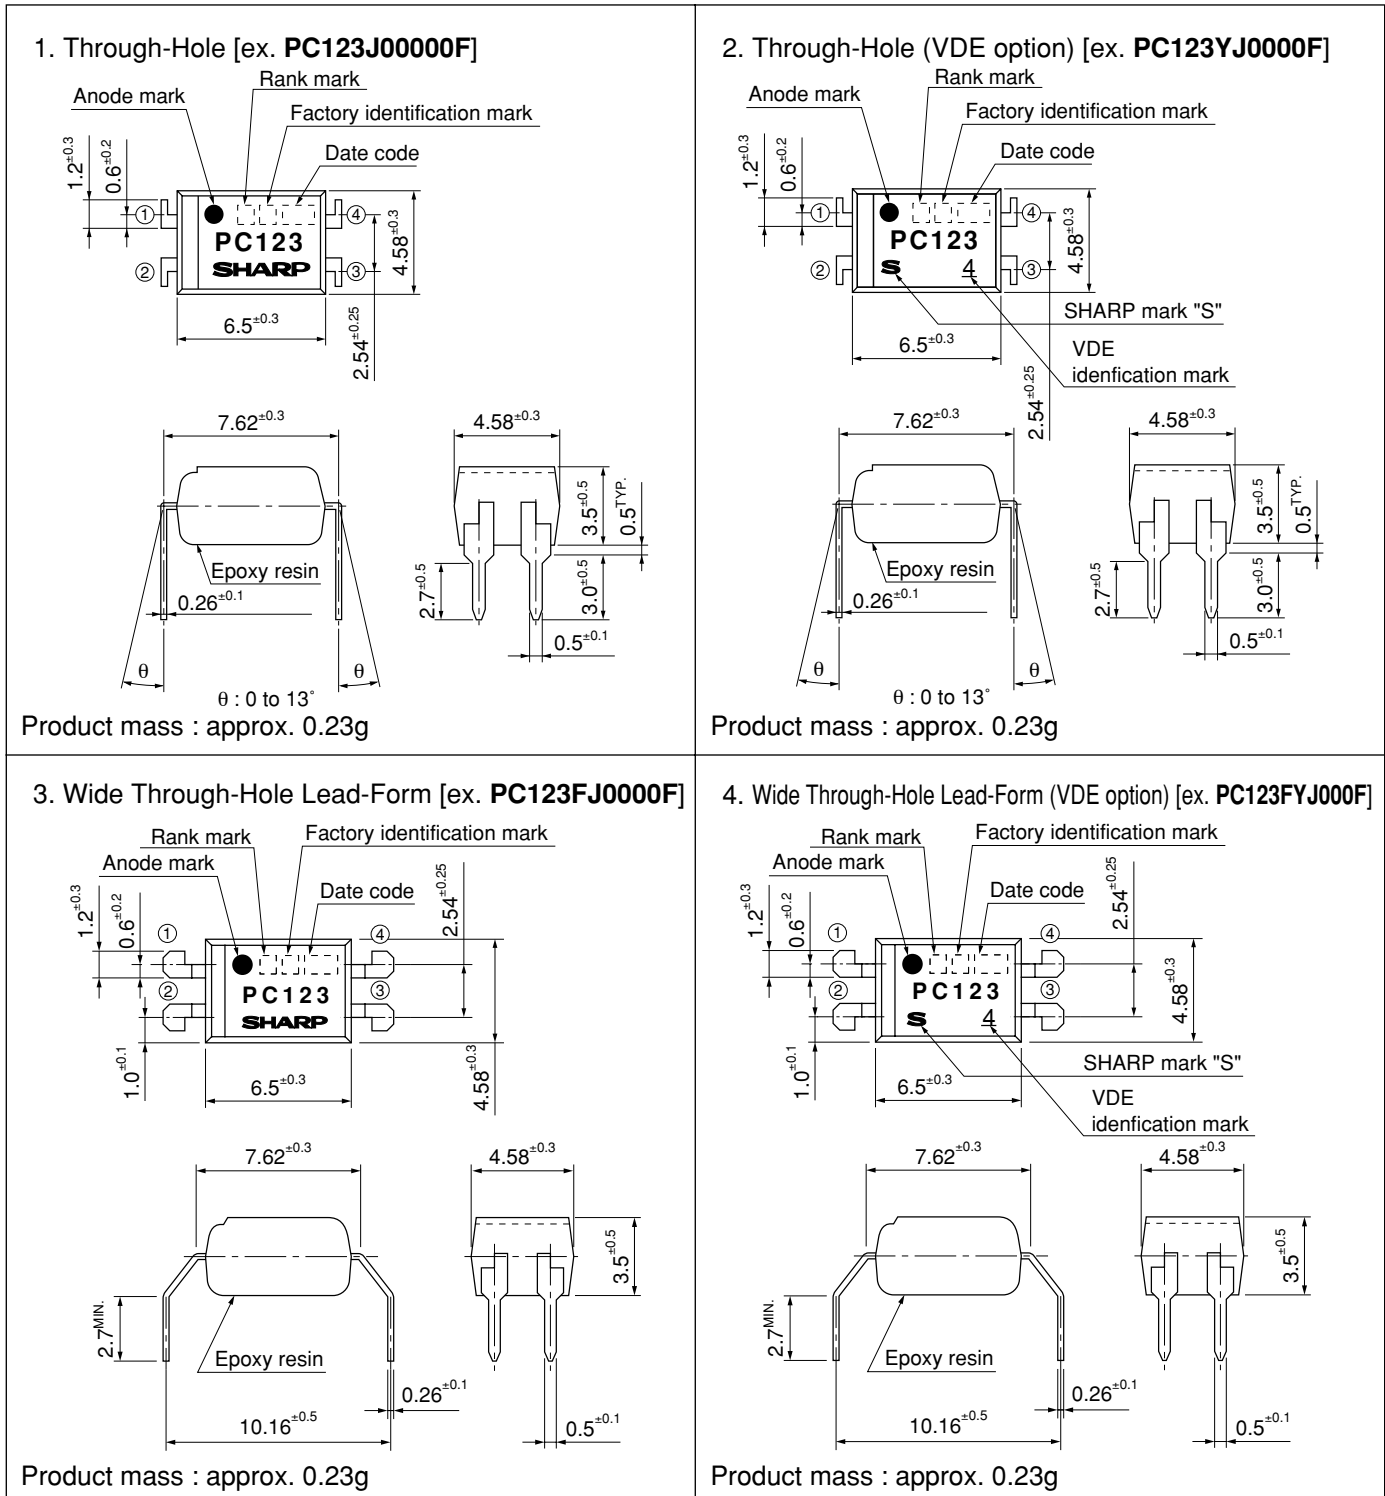 1. Through-Hole [ex. PC123J00000F]
Rank mark
Anode mark
Factory identification mark
Date code
1.2±0.3
0.6±0.2
①
④
PC123
②
SHARP
③
4.58±0.3
6.5±0.3
2.54±0.25
7.62±0.3
4.58±0.3
3.5±0.5
0.5TYP.
Epoxy resin
2.7±0.5
3.0±0.5
0.26±0.1
0.5±0.1
θ
θ
θ : 0 to 13˚
Product mass : approx. 0.23g
2. Through-Hole (VDE option) [ex. PC123YJ0000F]
Rank mark
Anode mark
Factory identification mark
Date code
1.2±0.3
0.6±0.2
①
④
PC123
②
S
4
③
4.58±0.3
SHARP mark "S"
6.5±0.3
VDE
idenfication mark
2.54±0.25
7.62±0.3
4.58±0.3
3.5±0.5
0.5TYP.
Epoxy resin
2.7±0.5
3.0±0.5
0.26±0.1
0.5±0.1
θ
θ
θ : 0 to 13˚
Product mass : approx. 0.23g
3. Wide Through-Hole Lead-Form [ex. PC123FJ0000F]
Rank mark
Factory identification mark
Anode mark
Date code
1.2±0.3
0.6±0.2
2.54±0.25
①
④
②
PC123
③
SHARP
1.0±0.1
6.5±0.3
4.58±0.3
7.62±0.3
4.58±0.3
3.5±0.5
2.7MIN.
Epoxy resin
0.26±0.1
10.16±0.5
0.5±0.1
Product mass : approx. 0.23g
4. Wide Through-Hole Lead-Form (VDE option) [ex. PC123FYJ000F]
Rank mark
Factory identification mark
Anode mark
Date code
1.2±0.3
0.6±0.2
2.54±0.25
①
④
②
PC123
③
S
4
4.58±0.3
1.0±0.1
6.5±0.3
SHARP mark "S"
VDE
idenfication mark
7.62±0.3
4.58±0.3
3.5±0.5
2.7MIN.
Epoxy resin
0.26±0.1
10.16±0.5
0.5±0.1
Product mass : approx. 0.23g